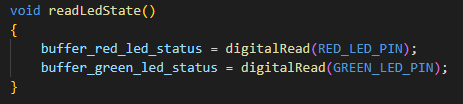 void readLedState()
{
    buffer_red_led_status = digitalRead(RED_LED_PIN);
    buffer_green_led_status = digitalRead(GREEN_LED_PIN);
}